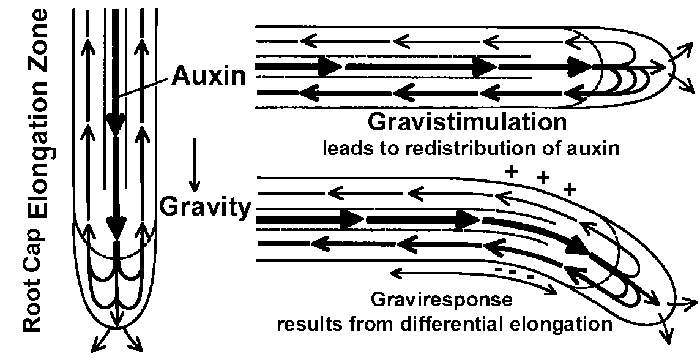 Root Cap Elongation Zone
Auxin
Gravity
Gravistimulation
leads to redistribution of auxin
+ + +
- - -
Graviresponse
results from differential elongation